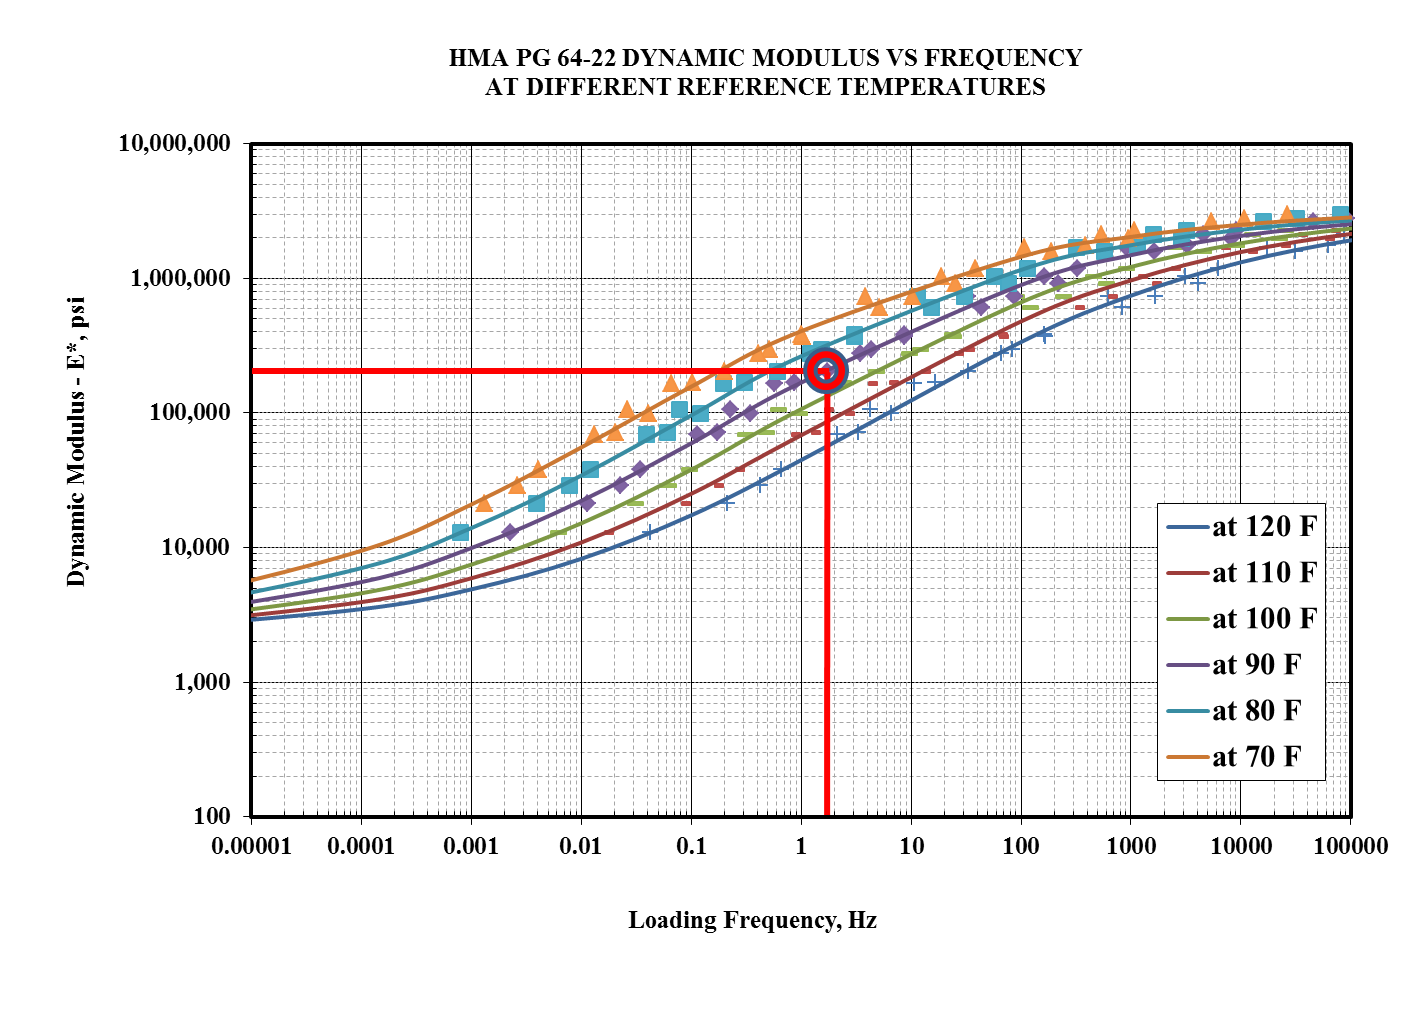 HMA PG 64-22 DYNAMIC MODULUS VS FREQUENCY
AT DIFFERENT REFERENCE TEMPERATURES
Dynamic Modulus - E*, psi
10,000,000
1,000,000
100,000
10,000
1,000
100
0.00001 0.0001 0.001 0.01 0.1 1 10 100 1000 10000 100000
Loading Frequency, Hz
at 120 F
at 110 F
at 100 F
at 90 F
at 80 F
at 70 F